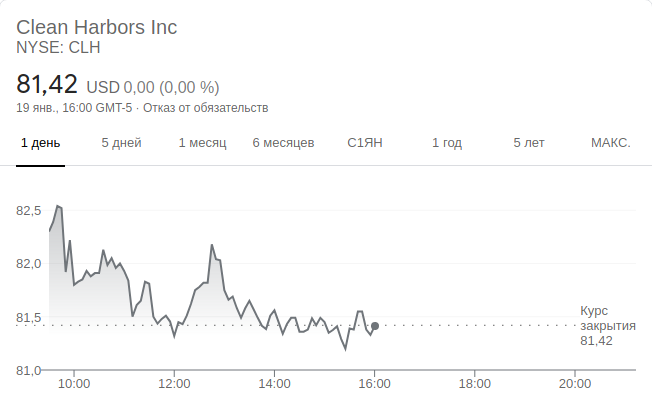 Clean Harbors Inc
NYSE: CLH
81,42 USD 0,00 (0,00 %)
19 янв., 16:00 GMT-5 · Отказ от обязательств
1 день 5 дней 1 месяц 6 месяцев С1ЯН 1 год 5 лет МАКС.
82,5
82,0
81,5
Курс
закрытия
81,42
81,0
10:00 12:00 14:00 16:00 18:00 20:00